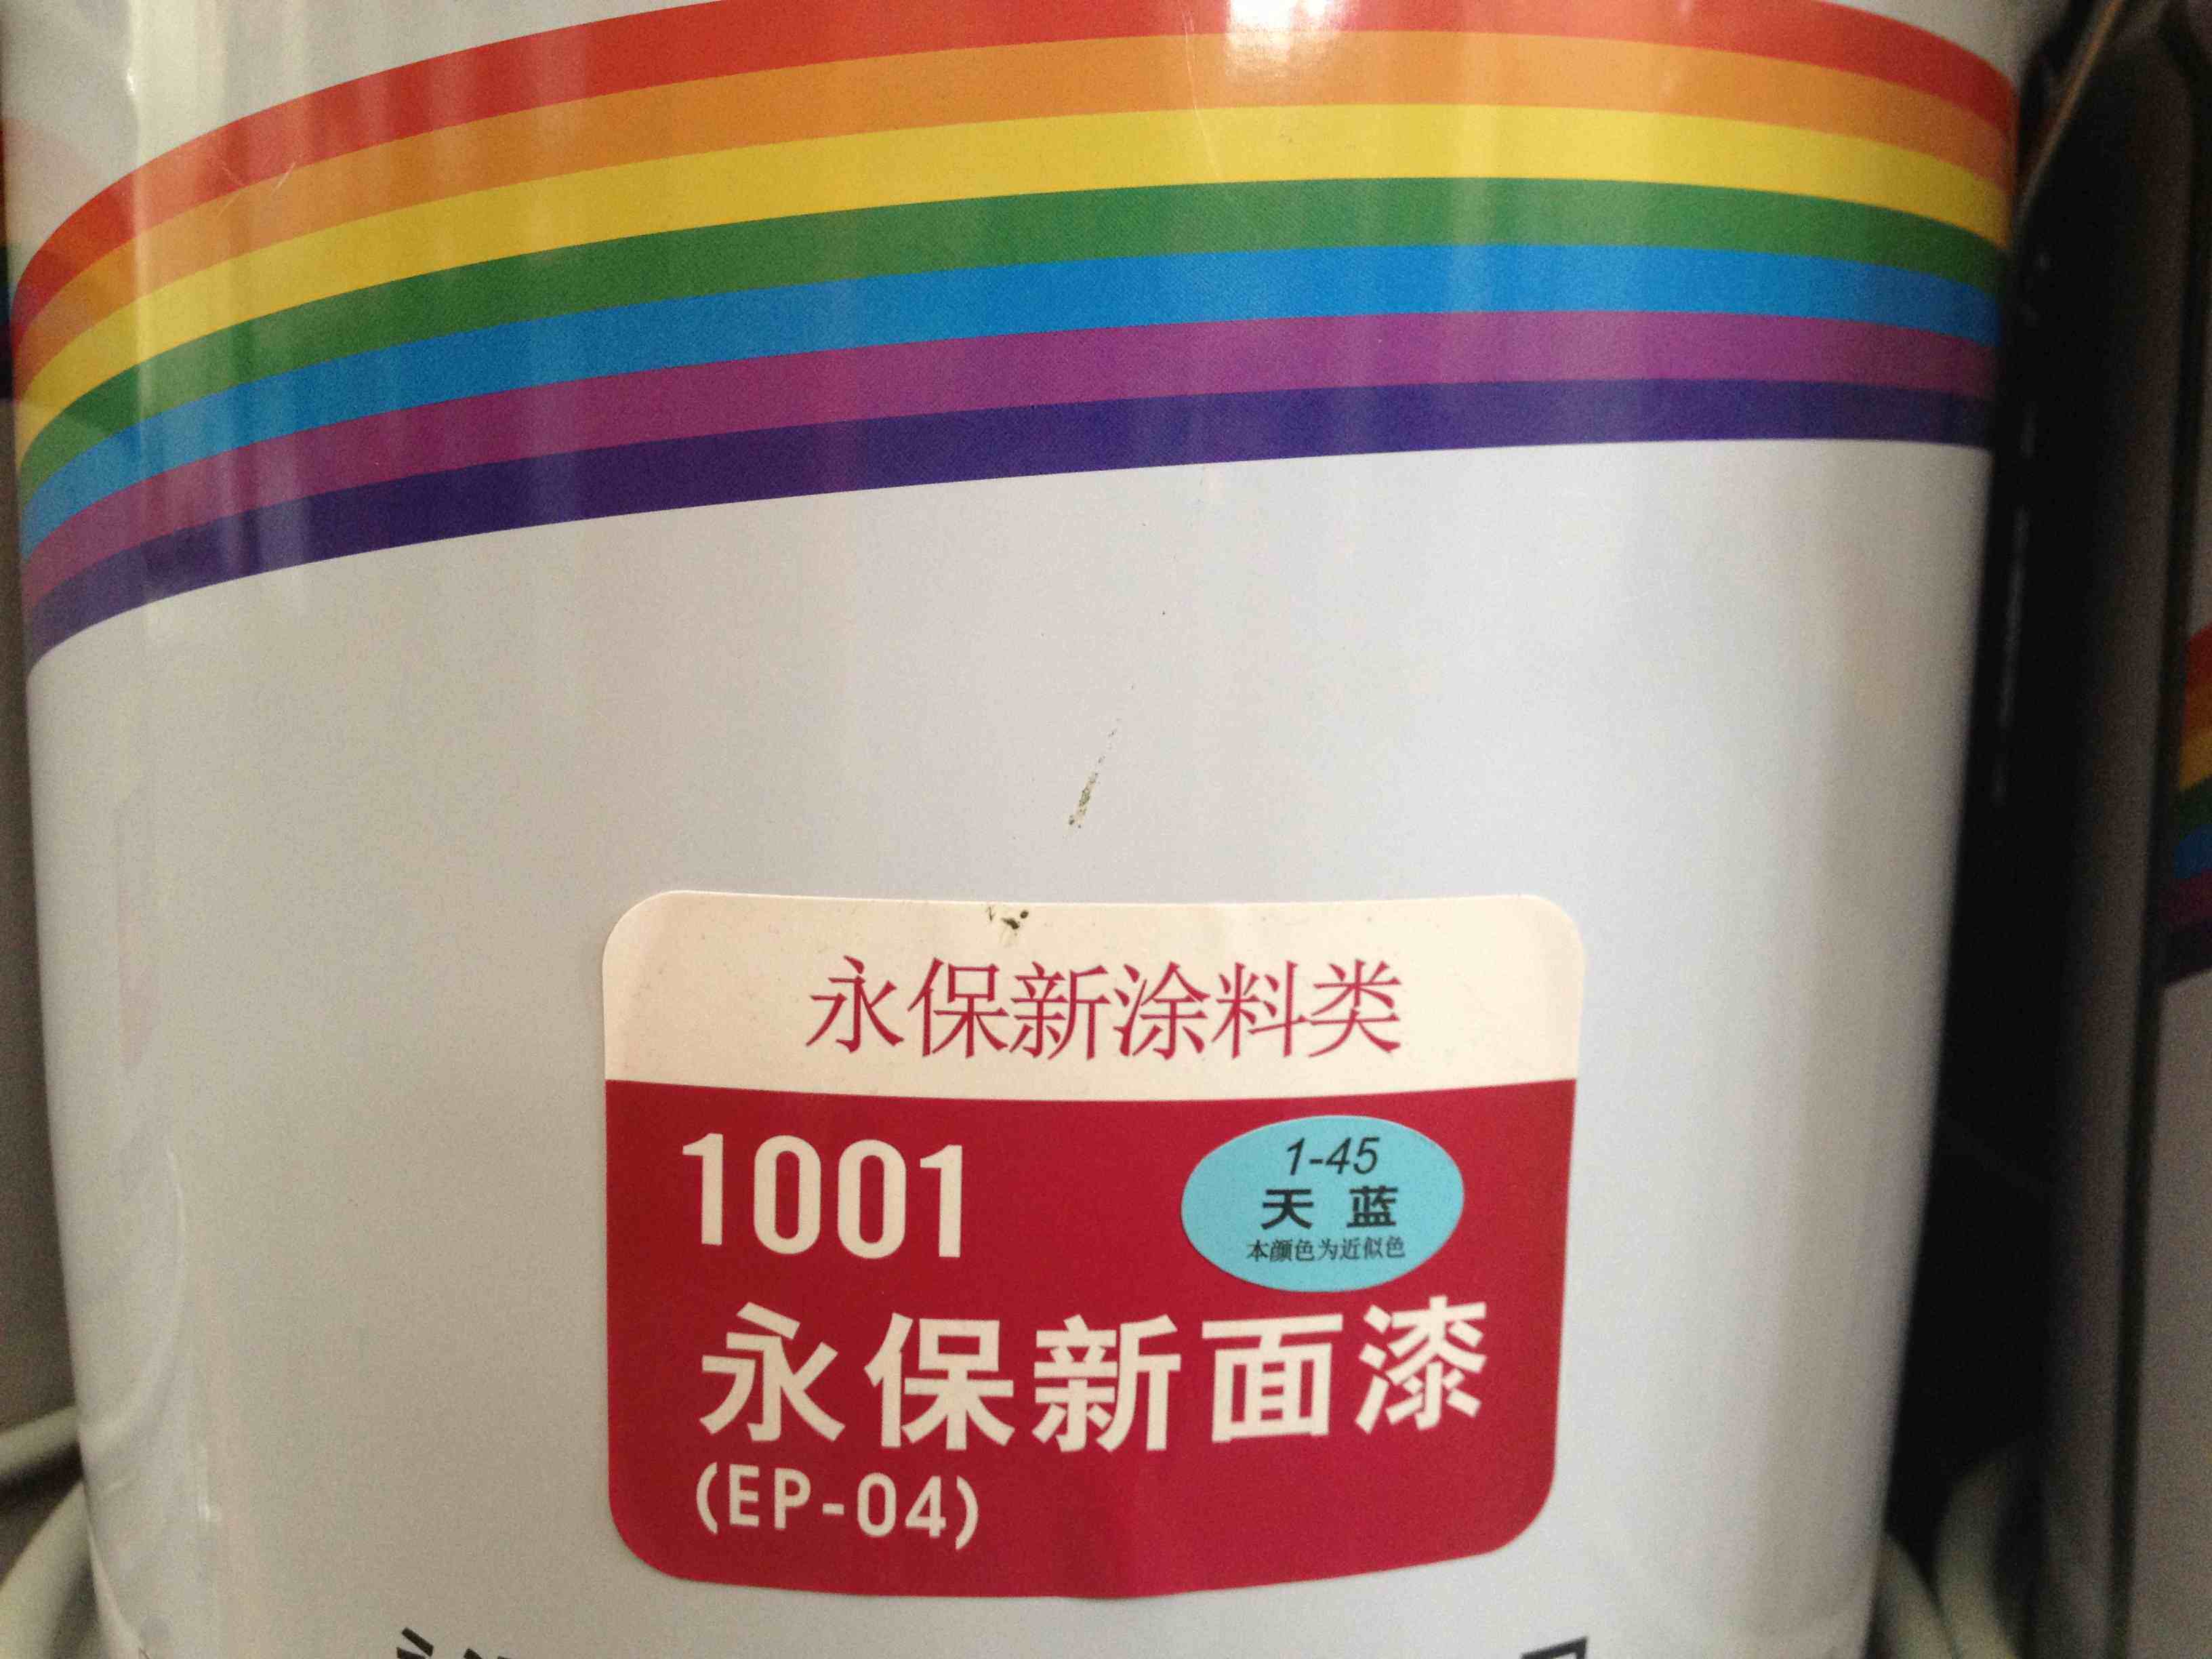 永保新涂料类
1001
1-45
天 蓝
本颜色为近似色
永保新面漆
(EP-04)